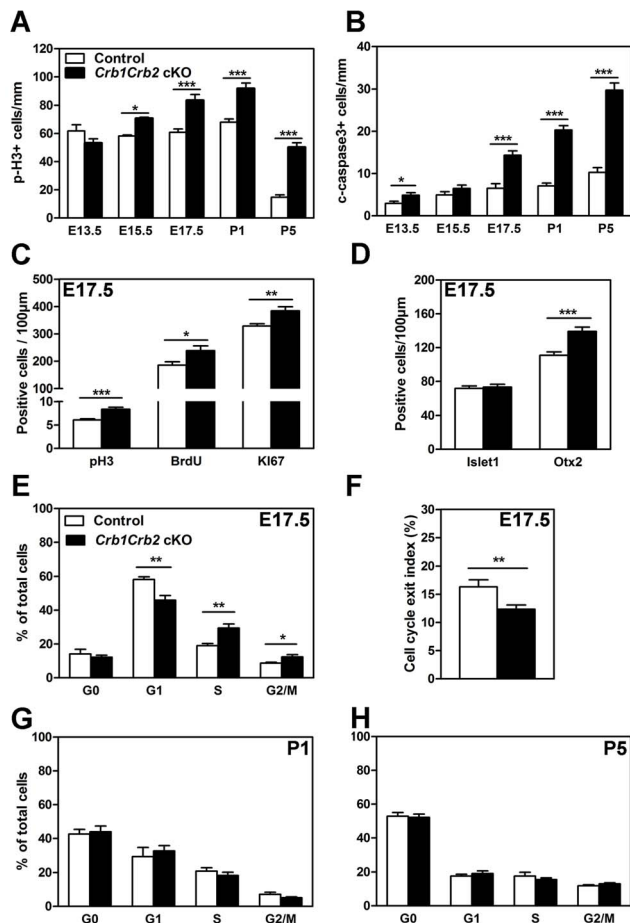 A
p-H3+ cells/mm
120
100
80
60
40
20
0
Control
Crb1Crb2 cKO
*
***
***
***
E13.5 E15.5 E17.5 P1 P5
B
c-caspase3+ cells/mm
40
30
20
10
0
*
***
***
***
E13.5 E15.5 E17.5 P1 P5
C
E17.5
Positive cells / 100µm
500
400
300
200
100
10
5
0
***
*
**
pH3 BrdU KI67
D
E17.5
Positive cells/100µm
200
160
120
80
40
0
***
Islet1 Otx2
E
E17.5
Control
Crb1Crb2 cKO
% of total cells
100
80
60
40
20
0
**
**
*
G0 G1 S G2/M
F
E17.5
Cell cycle exit index (%)
30
25
20
15
10
5
0
**
G
P1
% of total cells
100
80
60
40
20
0
G0 G1 S G2/M
H
P5
100
80
60
40
20
0
G0 G1 S G2/M